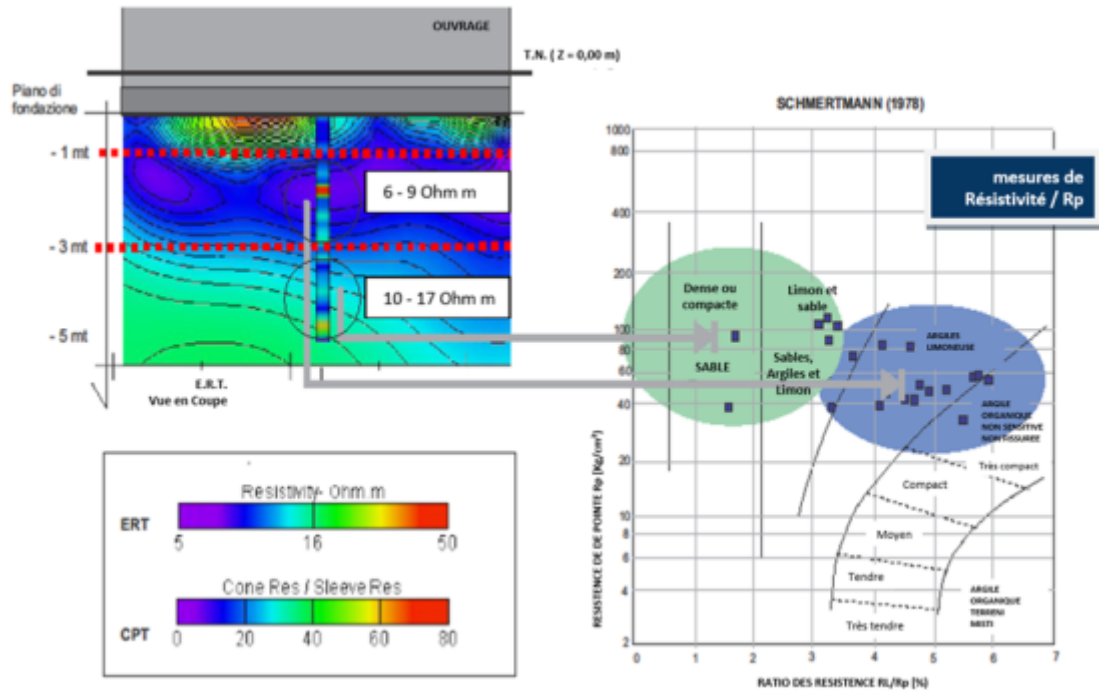 OUVRAGE
T.N. ( Z = 0,00 m)
Piano di
fondazione
- 1 mt
6 - 9 Ohm m
- 3 mt
10 - 17 Ohm m
- 5 mt
E.R.T.
Vue en Coupe
Resistivity- Ohm m
ERT
5 16 50
Cone Res / Sleeve Res
CPT
0 20 40 60 80
SCHMERTMANN (1978)
mesures de
Résistivité / Rp
RESISTENCE DE DE POINTE Rp [Kg/cm²]
1000
800
400
200
100
80
60
40
20
10
8
6
4
3
2
Dense ou
compacte
Limon et
sable
SABLE
Sables,
Argiles et
Limon
ARGILES
LIMONEUSE
ARGILE
ORGANIQUE
NON SENSITIVE
NON FISSUREE
Très compact
Compact
Moyen
Tendre
Très tendre
ARGILE
ORGANIQUE
TERRENI
MISTI
0 1 2 3 4 5 6 7
RATIO DES RESISTENCE RL/Rp [%]